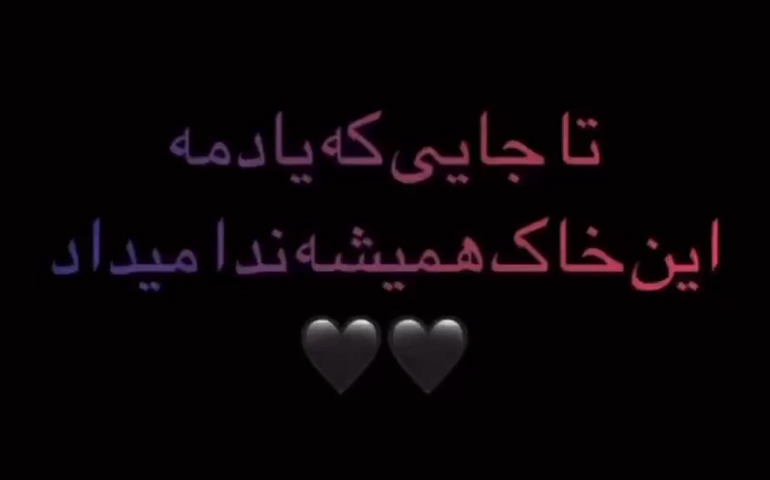 تا جایی که یادمه
این خاک همیشه ندا میداد
🖤🖤